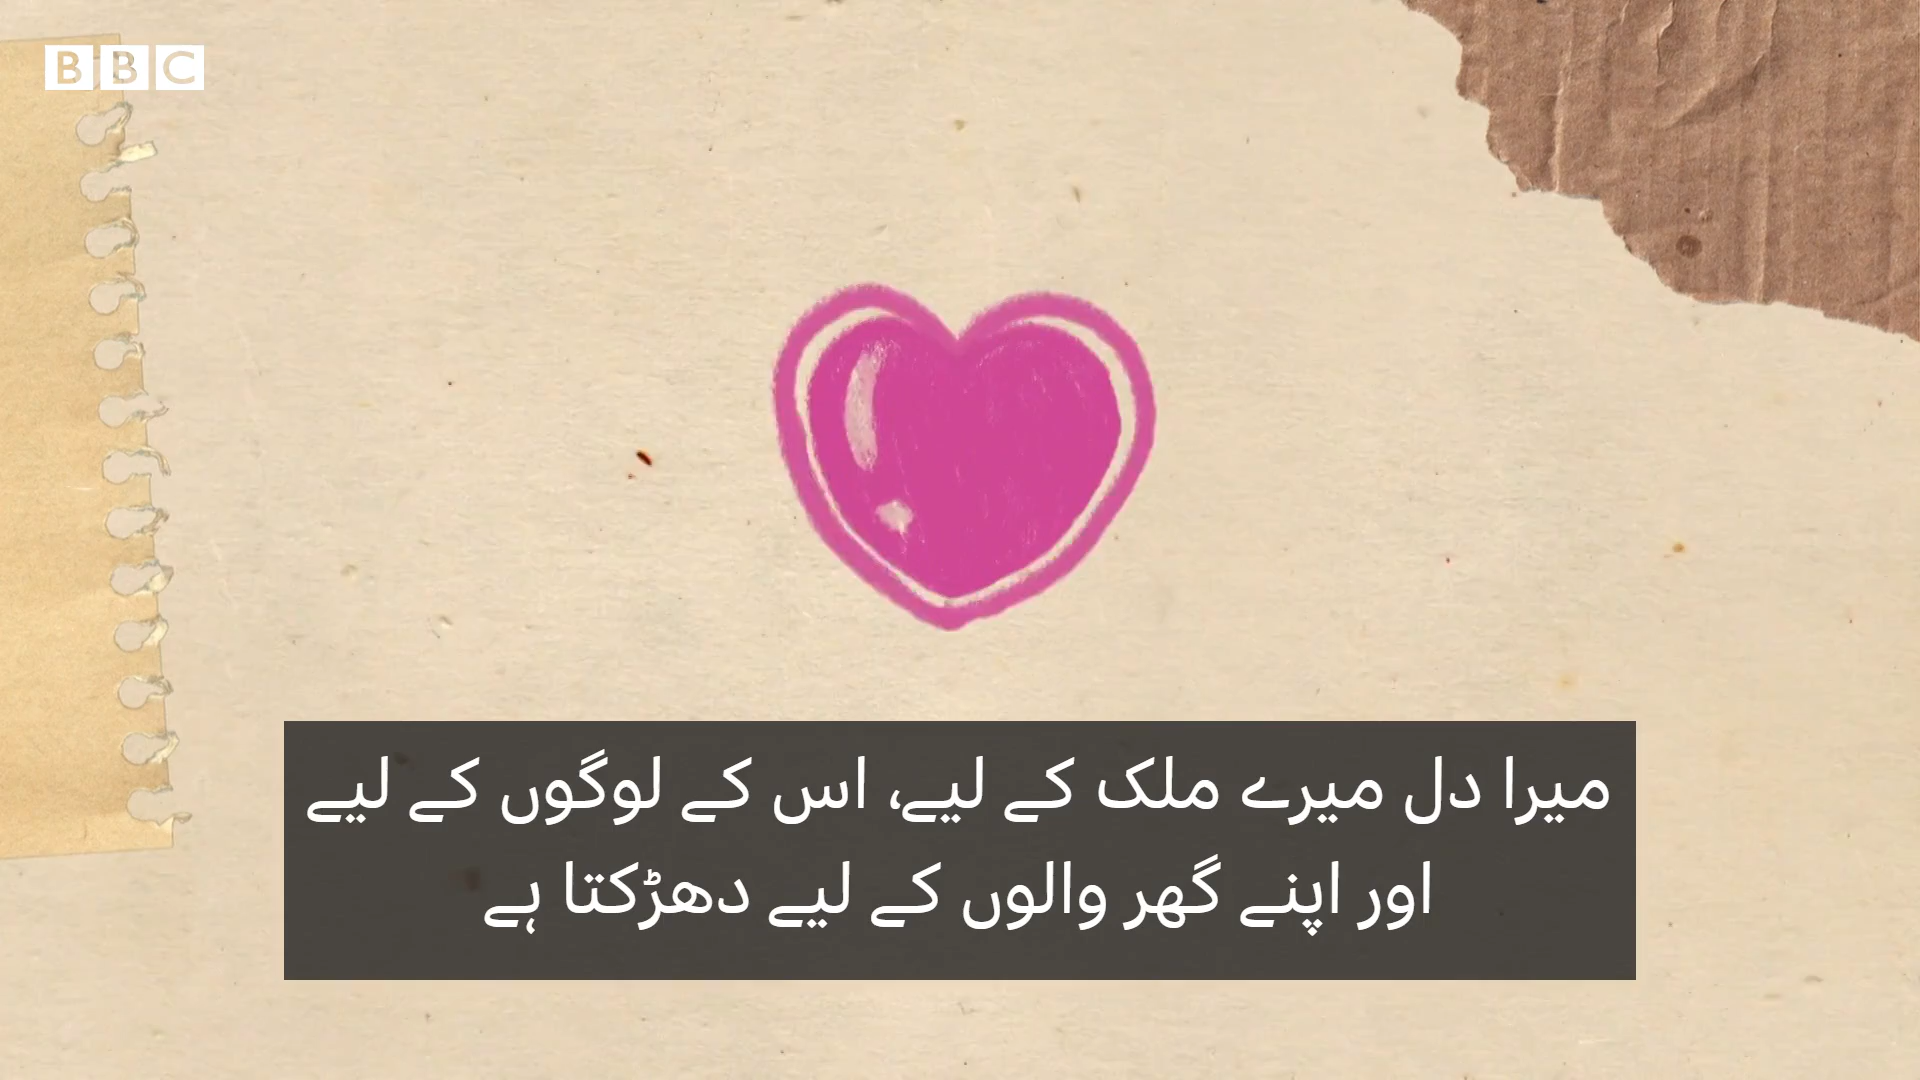 BBC
میرا دل میرے ملک کے لیے، اس کے لوگوں کے لیے
اور اپنے گھر والوں کے لیے دھڑکتا ہے